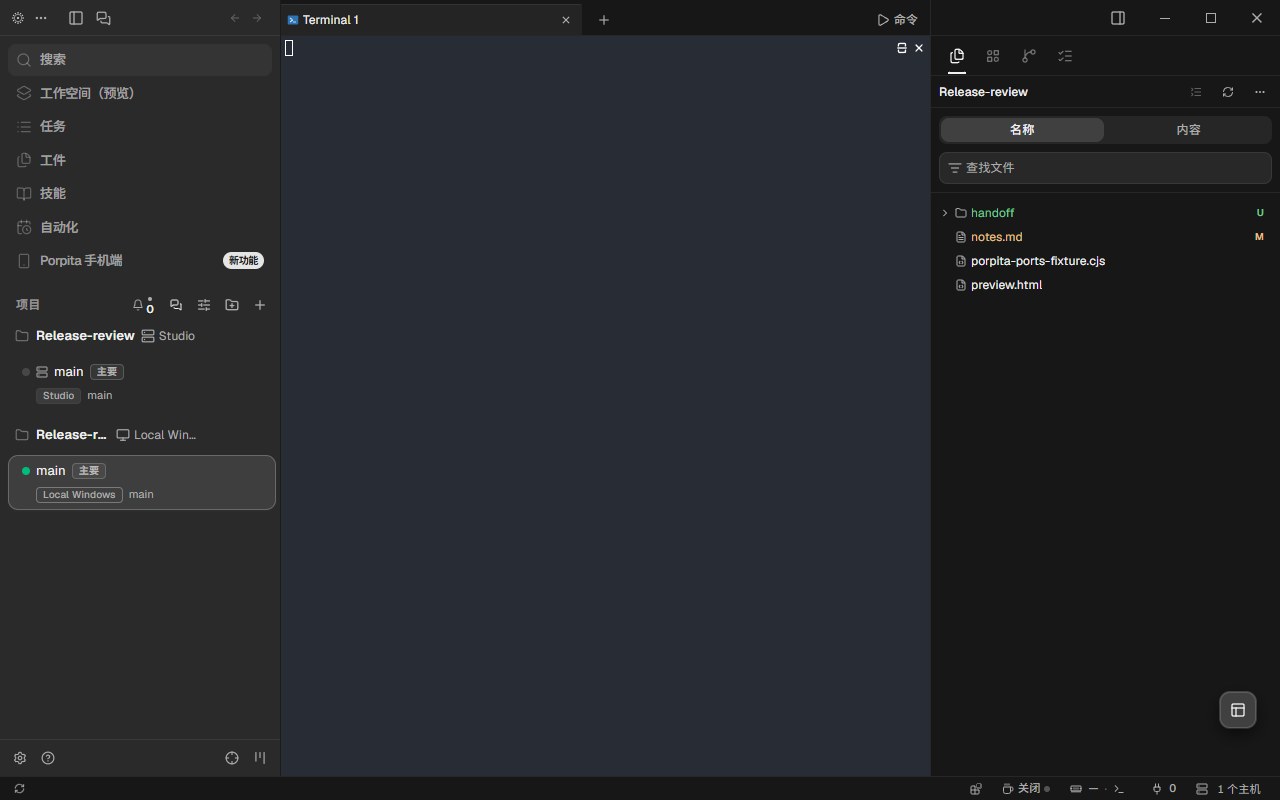 Terminal 1
命令
搜索
工作空间（预览）
任务
工件
技能
自动化
Porpita 手机端
新功能
项目
0
Release-review
Studio
main
主要
Studio
main
Release-r...
Local Win...
main
主要
Local Windows
main
Release-review
名称
内容
查找文件
handoff
U
notes.md
M
porpita-ports-fixture.cjs
preview.html
关闭
0
1 个主机